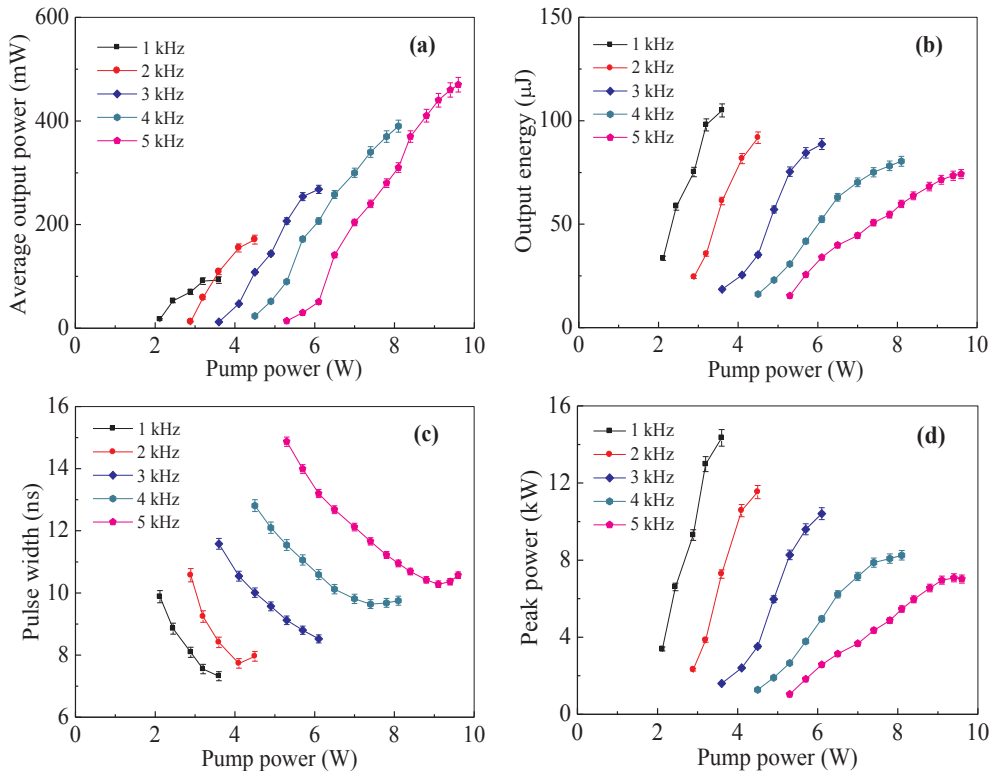 600
400
200
0
Average output power (mW)
(a)
1 kHz
2 kHz
3 kHz
4 kHz
5 kHz
0 2 4 6 8 10
Pump power (W)
150
100
50
0
Output energy (μJ)
(b)
1 kHz
2 kHz
3 kHz
4 kHz
5 kHz
0 2 4 6 8 10
Pump power (W)
16
14
12
10
8
6
Pulse width (ns)
(c)
1 kHz
2 kHz
3 kHz
4 kHz
5 kHz
0 2 4 6 8 10
Pump power (W)
16
12
8
4
0
Peak power (kW)
(d)
1 kHz
2 kHz
3 kHz
4 kHz
5 kHz
0 2 4 6 8 10
Pump power (W)